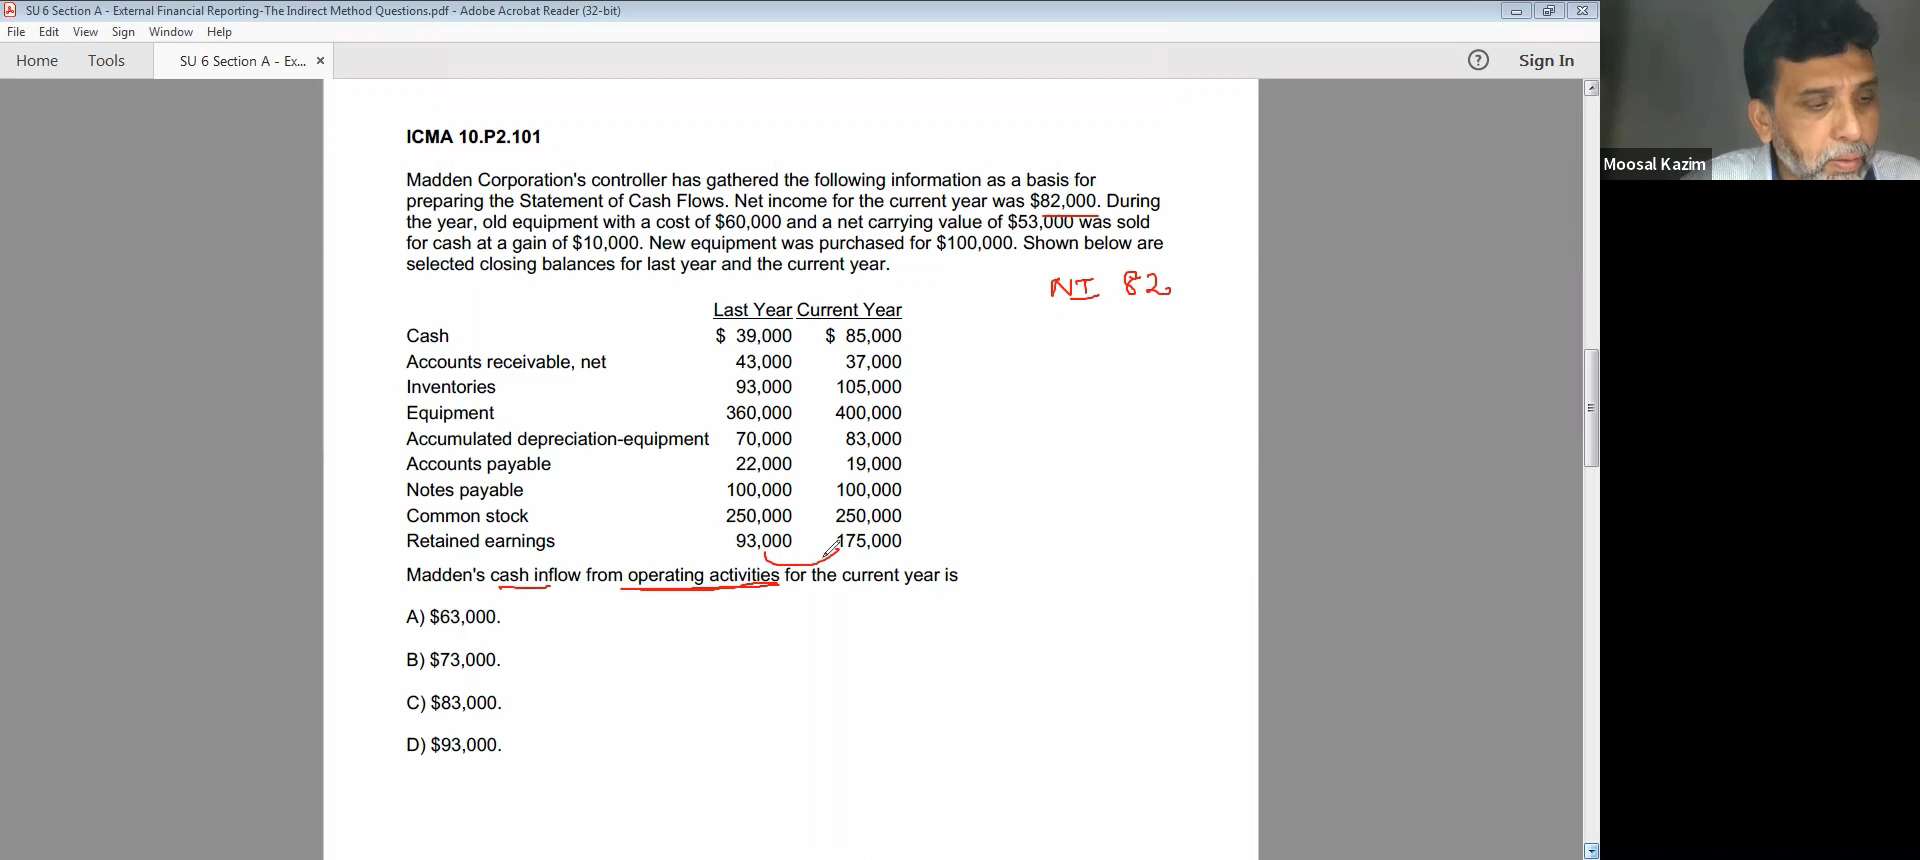 SU 6 Section A - External Financial Reporting-The Indirect Method Questions.pdf - Adobe Acrobat Reader (32-bit)
File Edit View Sign Window Help
Home Tools SU 6 Section A - Ex... × ? Sign In
Moosal Kazim
ICMA 10.P2.101
Madden Corporation's controller has gathered the following information as a basis for
preparing the Statement of Cash Flows. Net income for the current year was $82,000. During
the year, old equipment with a cost of $60,000 and a net carrying value of $53,000 was sold
for cash at a gain of $10,000. New equipment was purchased for $100,000. Shown below are
selected closing balances for last year and the current year.
NI 82
Last Year Current Year
Cash $ 39,000 $ 85,000
Accounts receivable, net 43,000 37,000
Inventories 93,000 105,000
Equipment 360,000 400,000
Accumulated depreciation-equipment 70,000 83,000
Accounts payable 22,000 19,000
Notes payable 100,000 100,000
Common stock 250,000 250,000
Retained earnings 93,000 175,000
Madden's cash inflow from operating activities for the current year is
A) $63,000.
B) $73,000.
C) $83,000.
D) $93,000.